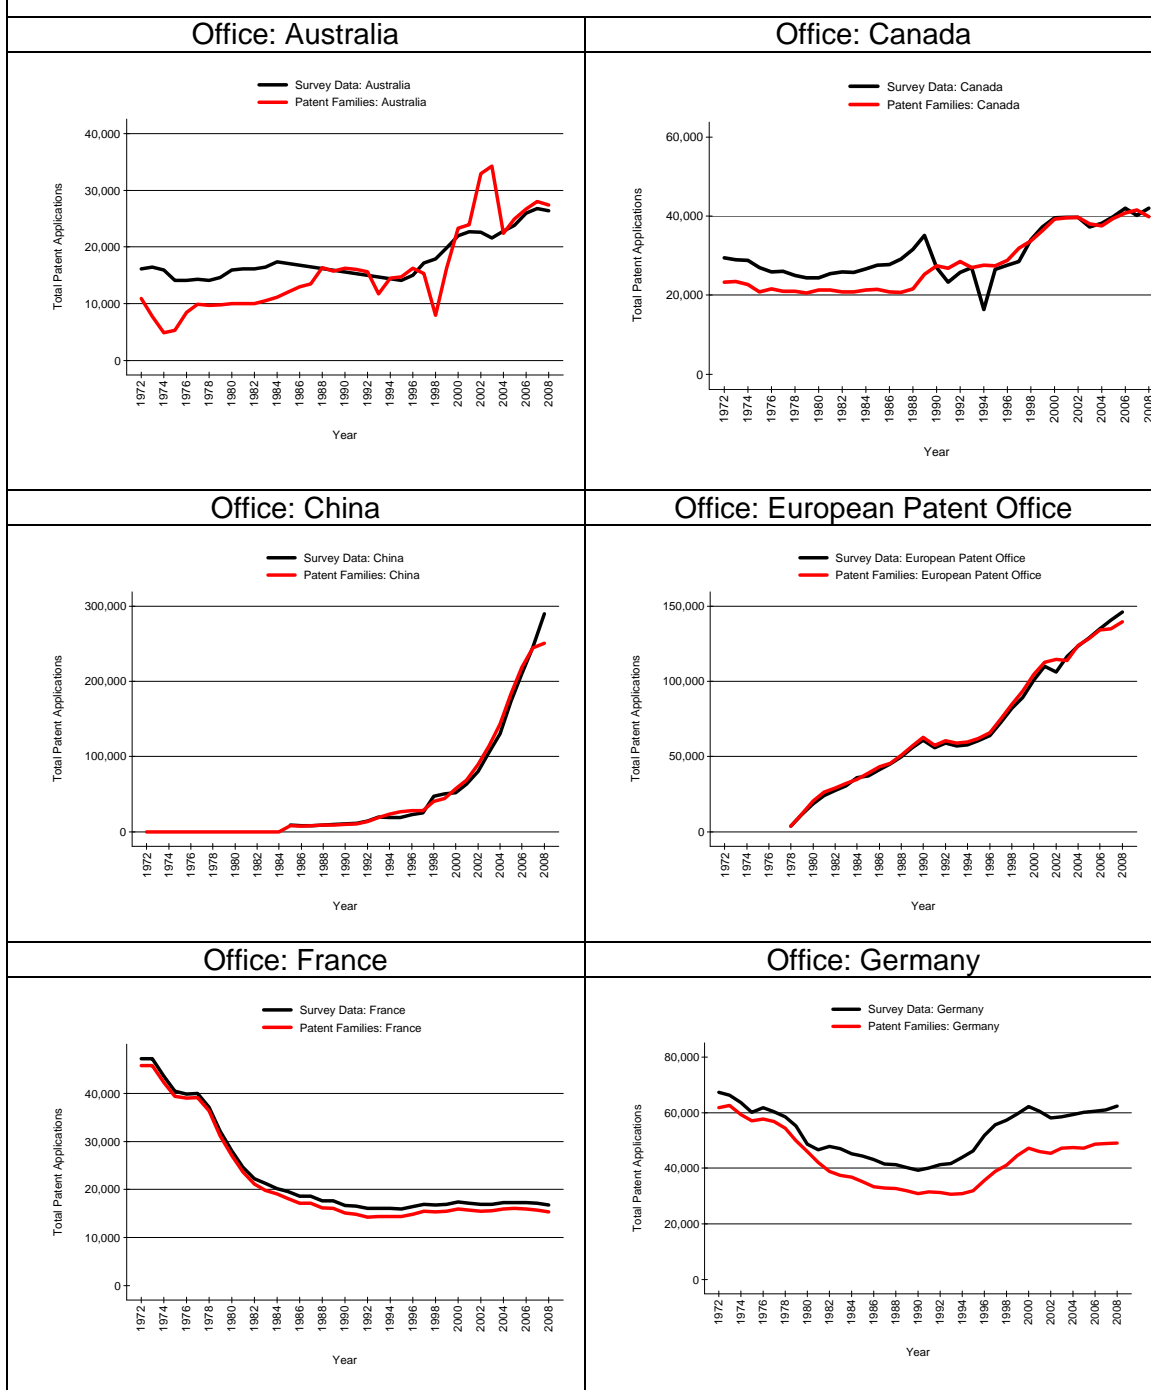 Office: Australia
Survey Data: Australia
Patent Families: Australia
Total Patent Applications
40,000
30,000
20,000
10,000
0
1972 1974 1976 1978 1980 1982 1984 1986 1988 1990 1992 1994 1996 1998 2000 2002 2004 2006 2008
Year
Office: Canada
Survey Data: Canada
Patent Families: Canada
Total Patent Applications
60,000
40,000
20,000
0
1972 1974 1976 1978 1980 1982 1984 1986 1988 1990 1992 1994 1996 1998 2000 2002 2004 2006 2008
Year
Office: China
Survey Data: China
Patent Families: China
Total Patent Applications
300,000
200,000
100,000
0
1972 1974 1976 1978 1980 1982 1984 1986 1988 1990 1992 1994 1996 1998 2000 2002 2004 2006 2008
Year
Office: European Patent Office
Survey Data: European Patent Office
Patent Families: European Patent Office
Total Patent Applications
150,000
100,000
50,000
0
1972 1974 1976 1978 1980 1982 1984 1986 1988 1990 1992 1994 1996 1998 2000 2002 2004 2006 2008
Year
Office: France
Survey Data: France
Patent Families: France
Total Patent Applications
40,000
30,000
20,000
10,000
0
1972 1974 1976 1978 1980 1982 1984 1986 1988 1990 1992 1994 1996 1998 2000 2002 2004 2006 2008
Year
Office: Germany
Survey Data: Germany
Patent Families: Germany
Total Patent Applications
80,000
60,000
40,000
20,000
0
1972 1974 1976 1978 1980 1982 1984 1986 1988 1990 1992 1994 1996 1998 2000 2002 2004 2006 2008
Year